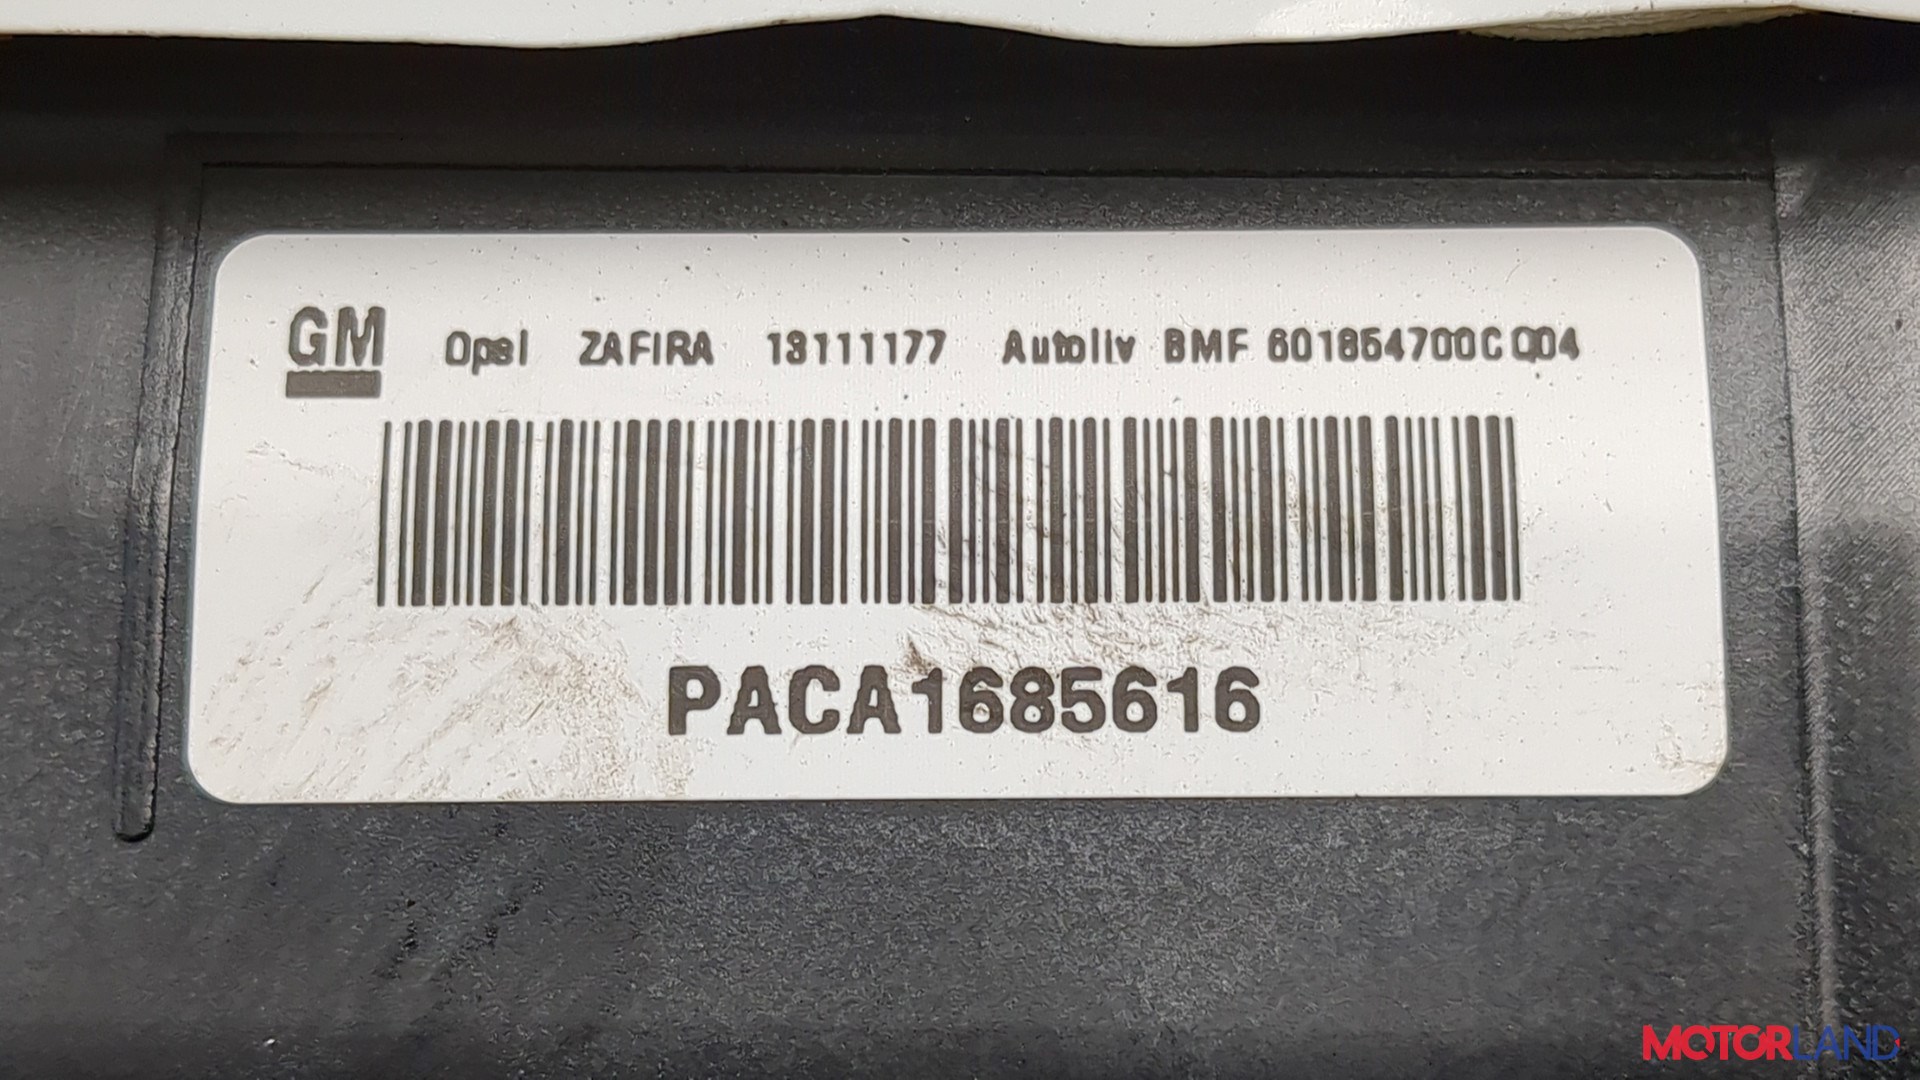 GM Opel ZAFIRA 13111177 Autoliv BMF 601854700C Q04
PACA1685616
MOTORLAND